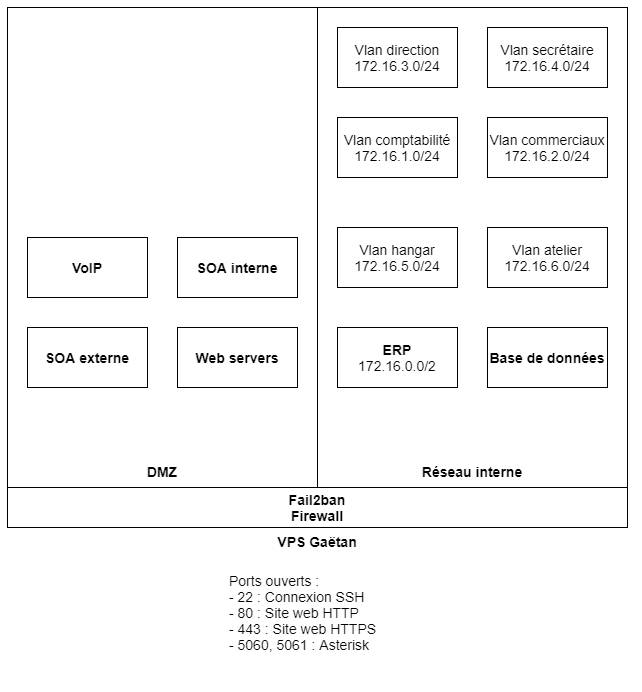 Vlan direction
172.16.3.0/24
Vlan secrétaire
172.16.4.0/24
Vlan comptabilité
172.16.1.0/24
Vlan commerciaux
172.16.2.0/24
VoIP
SOA interne
Vlan hangar
172.16.5.0/24
Vlan atelier
172.16.6.0/24
SOA externe
Web servers
ERP
172.16.0.0/2
Base de données
DMZ
Réseau interne
Fail2ban
Firewall
VPS Gaëtan
Ports ouverts :
- 22 : Connexion SSH
- 80 : Site web HTTP
- 443 : Site web HTTPS
- 5060, 5061 : Asterisk